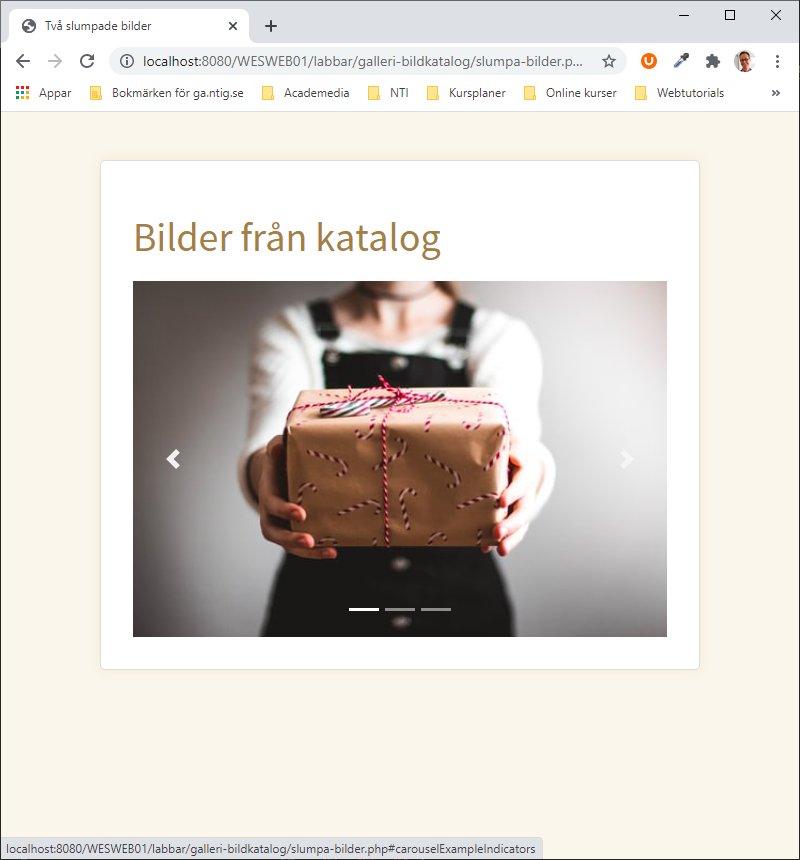 Två slumpade bilder
localhost:8080/WESWEB01/labbar/galleri-bildkatalog/slumpa-bilder.p...
Appar Bokmärken för ga.ntig.se Academedia NTI Kursplaner Online kurser Webtutorials »
Bilder från katalog
localhost:8080/WESWEB01/labbar/galleri-bildkatalog/slumpa-bilder.php#carouselExampleIndicators